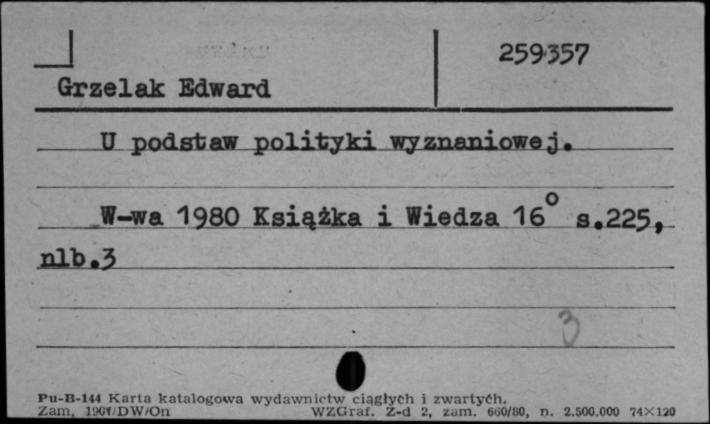 259357
Grzelak Edward
U podstaw polityki wyznaniowej.
W-wa 1980 Książka i Wiedza 16° s.225,
nlb.3
3
Pu-B-144 Karta katalogowa wydawnictw ciągłych i zwartych.
Zam. DW/On WZGraf. Z-d 2, zam. 660/80, n. 2.500.000 74×120